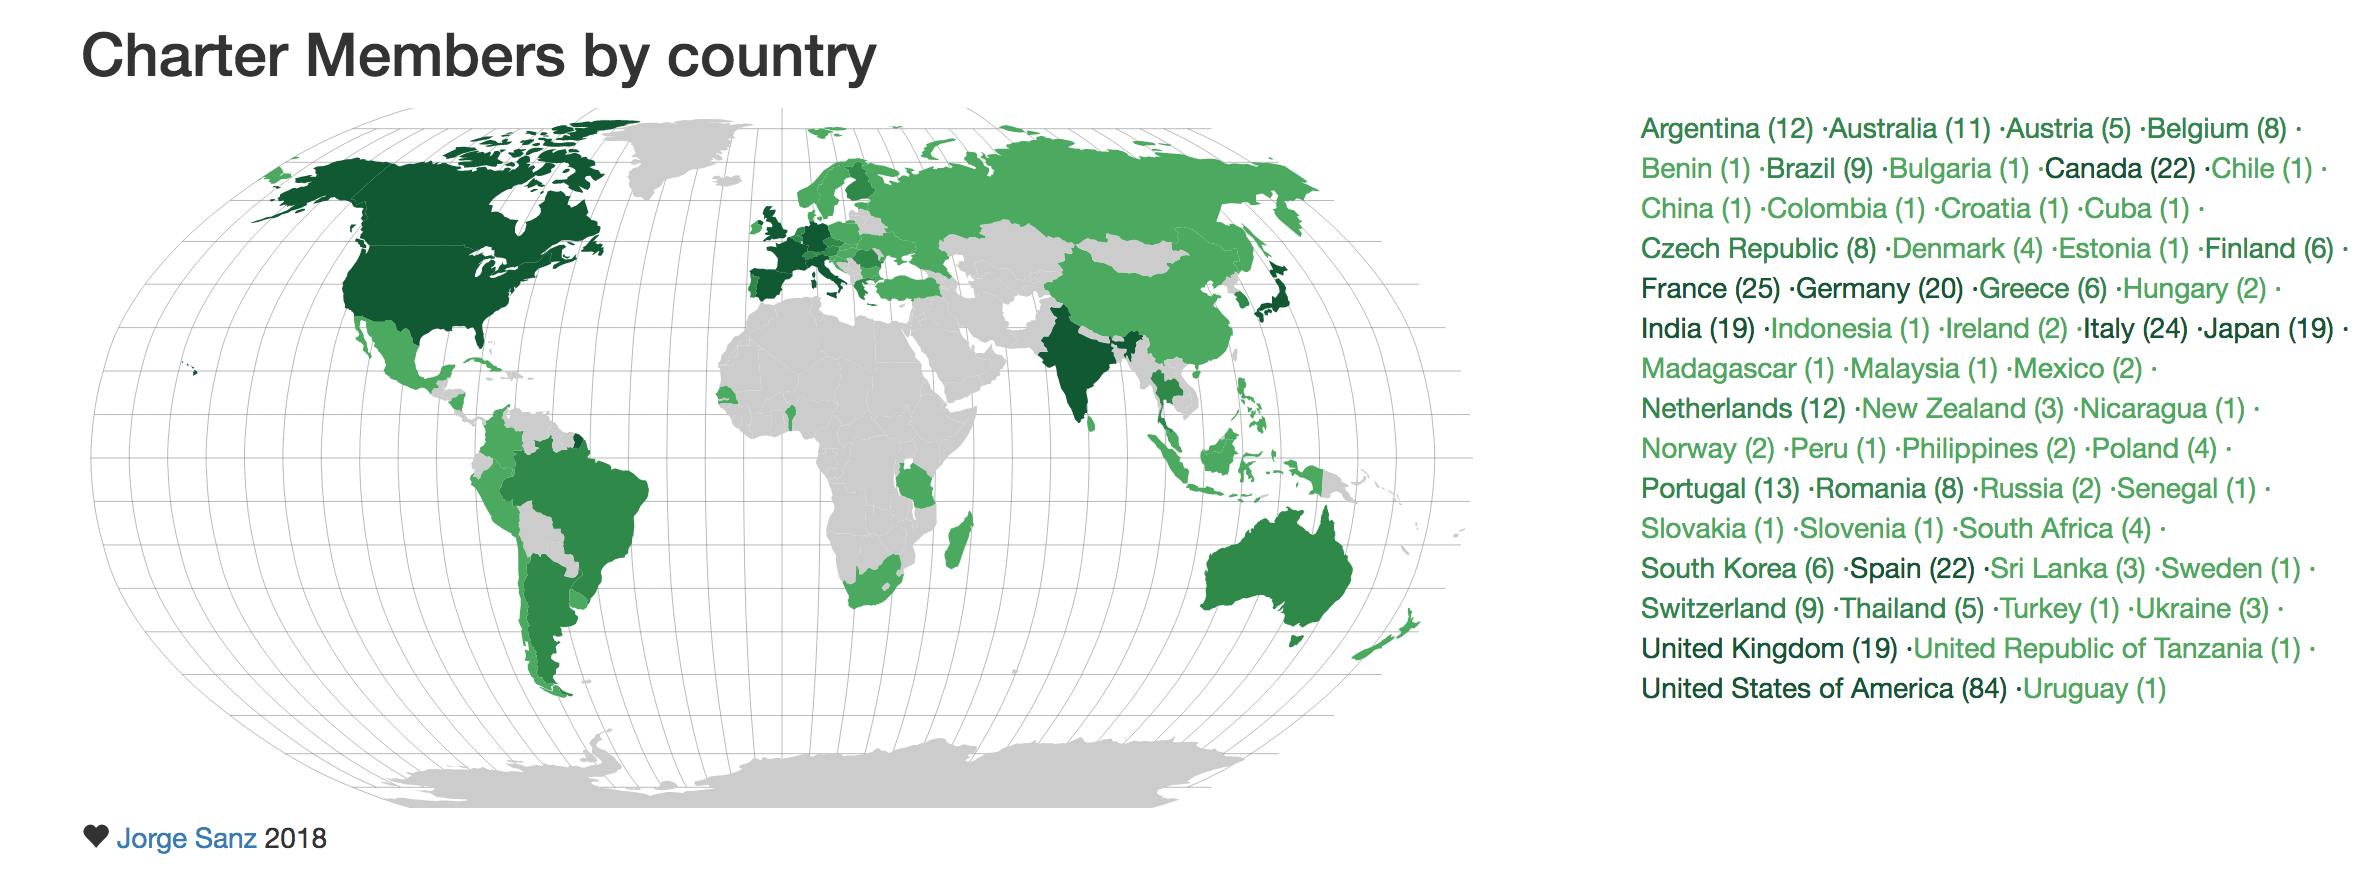 Charter Members by country
Argentina (12) ·Australia (11) ·Austria (5) ·Belgium (8) ·
Benin (1) ·Brazil (9) ·Bulgaria (1) ·Canada (22) ·Chile (1) ·
China (1) ·Colombia (1) ·Croatia (1) ·Cuba (1) ·
Czech Republic (8) ·Denmark (4) ·Estonia (1) ·Finland (6) ·
France (25) ·Germany (20) ·Greece (6) ·Hungary (2) ·
India (19) ·Indonesia (1) ·Ireland (2) ·Italy (24) ·Japan (19) ·
Madagascar (1) ·Malaysia (1) ·Mexico (2) ·
Netherlands (12) ·New Zealand (3) ·Nicaragua (1) ·
Norway (2) ·Peru (1) ·Philippines (2) ·Poland (4) ·
Portugal (13) ·Romania (8) ·Russia (2) ·Senegal (1) ·
Slovakia (1) ·Slovenia (1) ·South Africa (4) ·
South Korea (6) ·Spain (22) ·Sri Lanka (3) ·Sweden (1) ·
Switzerland (9) ·Thailand (5) ·Turkey (1) ·Ukraine (3) ·
United Kingdom (19) ·United Republic of Tanzania (1) ·
United States of America (84) ·Uruguay (1)
♥ Jorge Sanz 2018